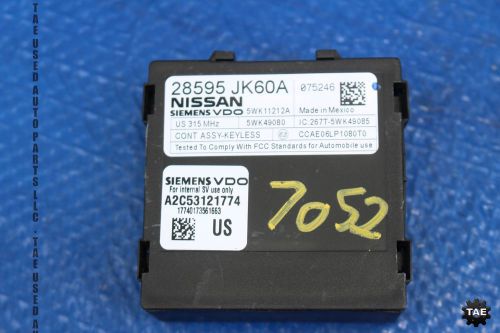 28595 JK60A
075246
NISSAN
SIEMENS VDO
5WK11212A
Made in Mexico
US 315 MHz
5WK49080
IC:267T-5WK49085
CONT ASSY-KEYLESS
CCAE06LP1080T0
Tested To Comply With FCC Standards for Automobile use
SIEMENS VDO
For internal SV use only
A2C53121774
17740173561663
US
7052
TAE USED AUTO PARTS LLC.
TAE USED AUTO
TAE